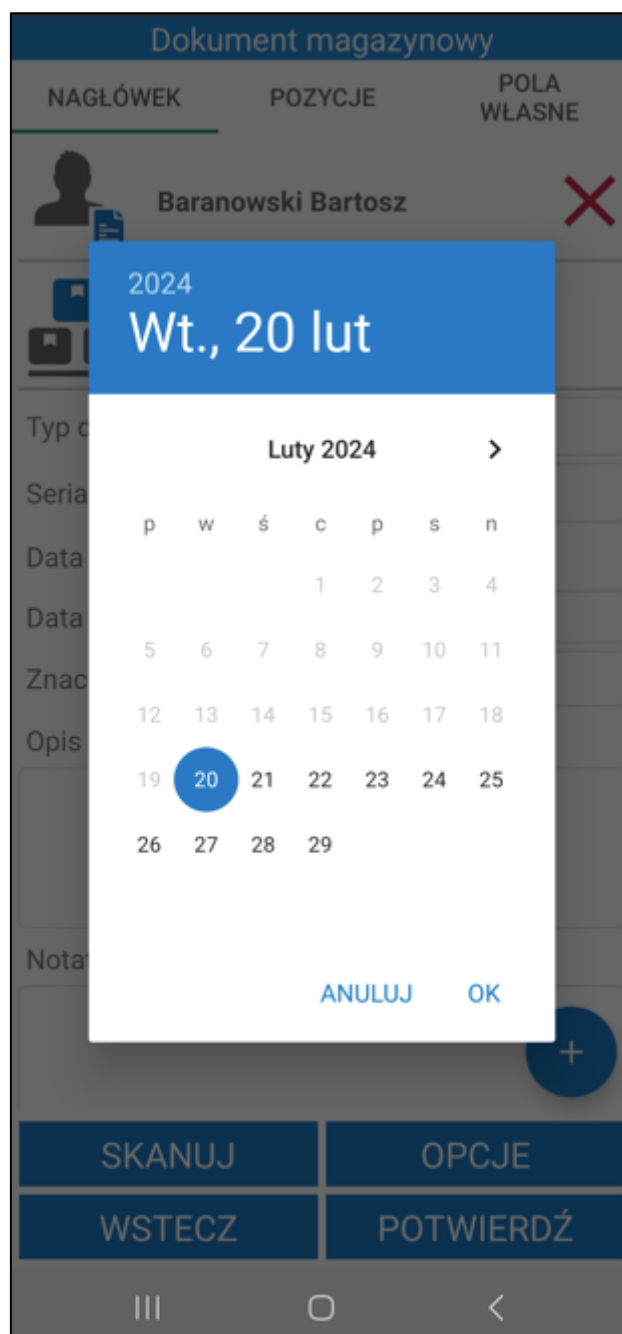 Dokument magazynowy
NAGŁÓWEK POZYCJE POLA WŁASNE
Baranowski Bartosz
2024
Wt., 20 lut
Typ
Luty 2024
Seria
p w ś c p s n
Data
1 2 3 4
Data
5 6 7 8 9 10 11
Znac
12 13 14 15 16 17 18
Opis
19 20 21 22 23 24 25
26 27 28 29
Nota
ANULUJ OK
+
SKANUJ OPCJE
WSTECZ POTWIERDŹ